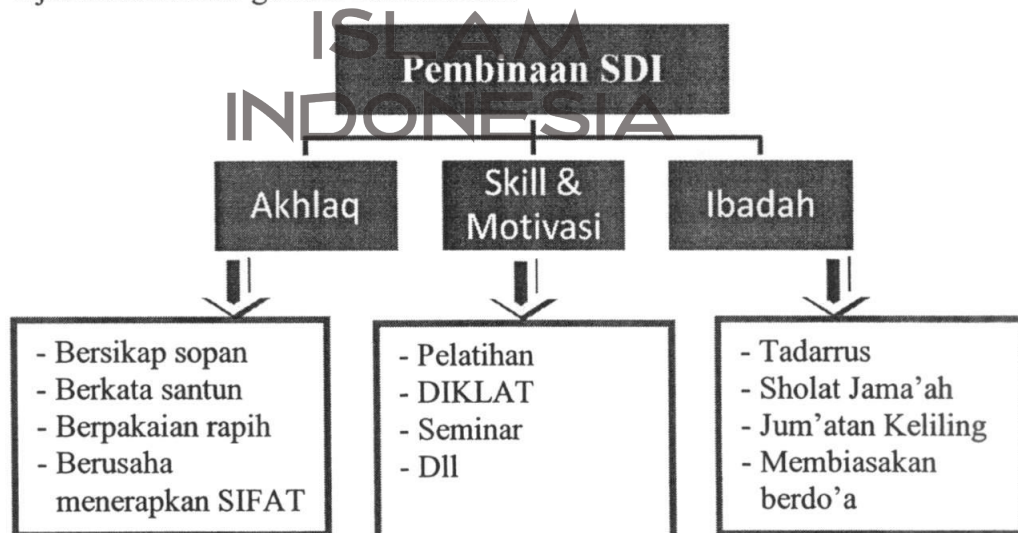 ISLAM
INDONESIA
Pembinaan SDI
Akhlaq
Skill &
Motivasi
Ibadah
- Bersikap sopan
- Berkata santun
- Berpakaian rapih
- Berusaha
menerapkan SIFAT
- Pelatihan
- DIKLAT
- Seminar
- Dll
- Tadarrus
- Sholat Jama'ah
- Jum'atan Keliling
- Membiasakan
berdo'a